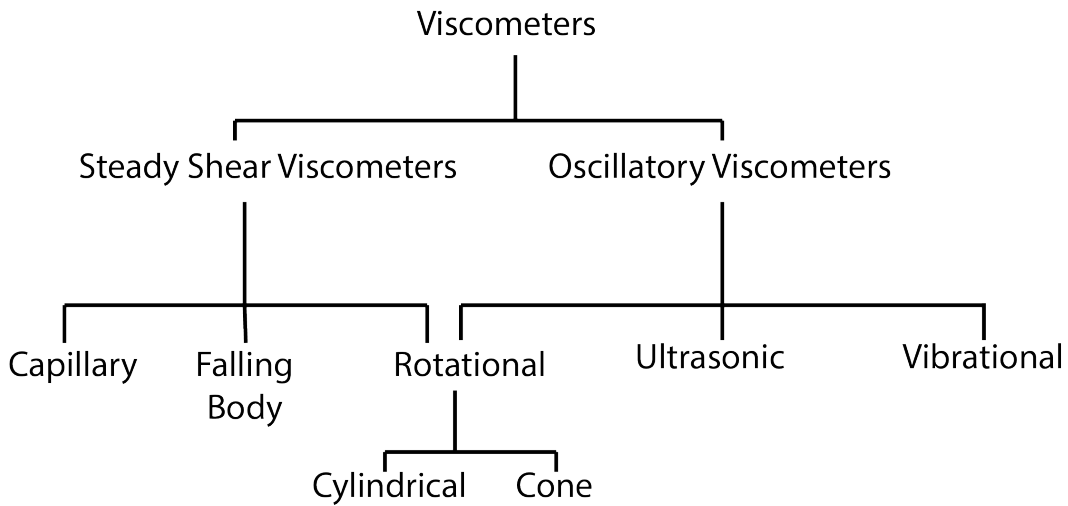 Viscometers
Steady Shear Viscometers
Oscillatory Viscometers
Capillary
Falling
Body
Rotational
Ultrasonic
Vibrational
Cylindrical
Cone